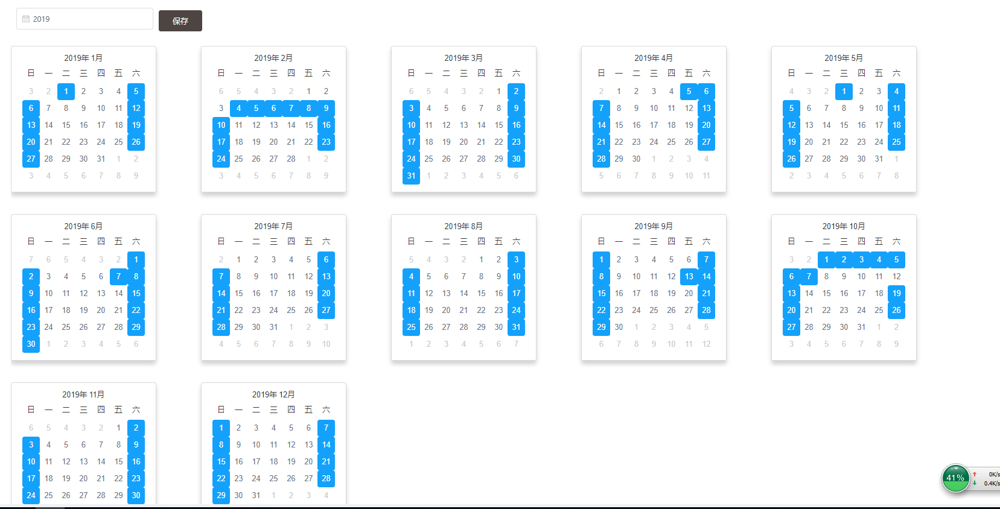 2019 保存
2019年 1月
日 一 二 三 四 五 六
3 2 1 2 3 4 5
6 7 8 9 10 11 12
13 14 15 16 17 18 19
20 21 22 23 24 25 26
27 28 29 30 31 1 2
3 4 5 6 7 8 9
2019年 2月
日 一 二 三 四 五 六
6 5 4 3 2 1 2
3 4 5 6 7 8 9
10 11 12 13 14 15 16
17 18 19 20 21 22 23
24 25 26 27 28 1 2
3 4 5 6 7 8 9
2019年 3月
日 一 二 三 四 五 六
6 5 4 3 2 1 2
3 4 5 6 7 8 9
10 11 12 13 14 15 16
17 18 19 20 21 22 23
24 25 26 27 28 29 30
31 1 2 3 4 5 6
2019年 4月
日 一 二 三 四 五 六
2 1 2 3 4 5 6
7 8 9 10 11 12 13
14 15 16 17 18 19 20
21 22 23 24 25 26 27
28 29 30 1 2 3 4
5 6 7 8 9 10 11
2019年 5月
日 一 二 三 四 五 六
4 3 2 1 2 3 4
5 6 7 8 9 10 11
12 13 14 15 16 17 18
19 20 21 22 23 24 25
26 27 28 29 30 31 1
2 3 4 5 6 7 8
2019年 6月
日 一 二 三 四 五 六
7 6 5 4 3 2 1
2 3 4 5 6 7 8
9 10 11 12 13 14 15
16 17 18 19 20 21 22
23 24 25 26 27 28 29
30 1 2 3 4 5 6
2019年 7月
日 一 二 三 四 五 六
2 1 2 3 4 5 6
7 8 9 10 11 12 13
14 15 16 17 18 19 20
21 22 23 24 25 26 27
28 29 30 31 1 2 3
4 5 6 7 8 9 10
2019年 8月
日 一 二 三 四 五 六
5 4 3 2 1 2 3
4 5 6 7 8 9 10
11 12 13 14 15 16 17
18 19 20 21 22 23 24
25 26 27 28 29 30 31
1 2 3 4 5 6 7
2019年 9月
日 一 二 三 四 五 六
1 2 3 4 5 6 7
8 9 10 11 12 13 14
15 16 17 18 19 20 21
22 23 24 25 26 27 28
29 30 1 2 3 4 5
6 7 8 9 10 11 12
2019年 10月
日 一 二 三 四 五 六
3 2 1 2 3 4 5
6 7 8 9 10 11 12
13 14 15 16 17 18 19
20 21 22 23 24 25 26
27 28 29 30 31 1 2
3 4 5 6 7 8 9
2019年 11月
日 一 二 三 四 五 六
6 5 4 3 2 1 2
3 4 5 6 7 8 9
10 11 12 13 14 15 16
17 18 19 20 21 22 23
24 25 26 27 28 29 30
2019年 12月
日 一 二 三 四 五 六
1 2 3 4 5 6 7
8 9 10 11 12 13 14
15 16 17 18 19 20 21
22 23 24 25 26 27 28
29 30 31 1 2 3 4
41%
0K/s
0.4K/s